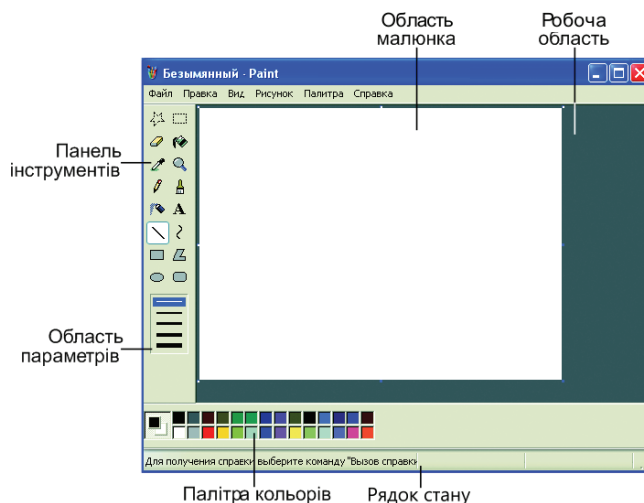 Область
малюнка
Робоча
область
Безымянный - Paint
Файл Правка Вид Рисунок Палитра Справка
Панель
інструментів
A
Область
параметрів
Для получения справки выберите команду "Вызов справки
Палітра кольорів
Рядок стану